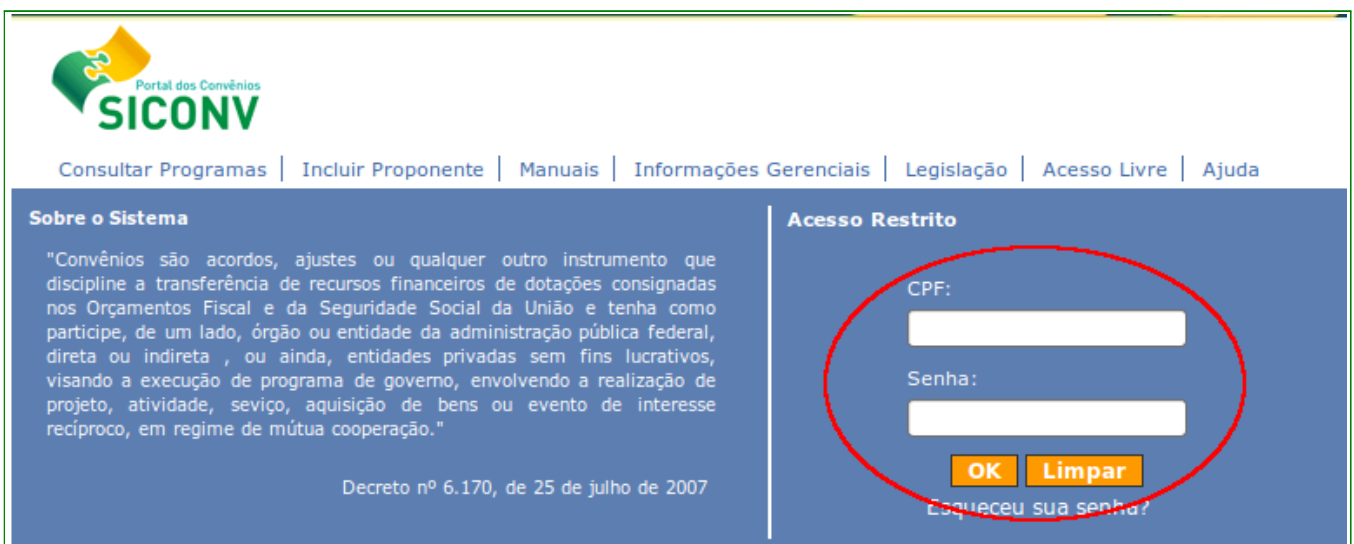 Portal dos Convênios
SICONV
Consultar Programas | Incluir Proponente | Manuais | Informações Gerenciais | Legislação | Acesso Livre | Ajuda
Sobre o Sistema
"Convênios são acordos, ajustes ou qualquer outro instrumento que
discipline a transferência de recursos financeiros de dotações consignadas
nos Orçamentos Fiscal e da Seguridade Social da União e tenha como
participe, de um lado, órgão ou entidade da administração pública federal,
direta ou indireta , ou ainda, entidades privadas sem fins lucrativos,
visando a execução de programa de governo, envolvendo a realização de
projeto, atividade, seviço, aquisição de bens ou evento de interesse
recíproco, em regime de mútua cooperação."
Decreto nº 6.170, de 25 de julho de 2007
Acesso Restrito
CPF:
Senha:
OK Limpar
Esqueceu sua senha?